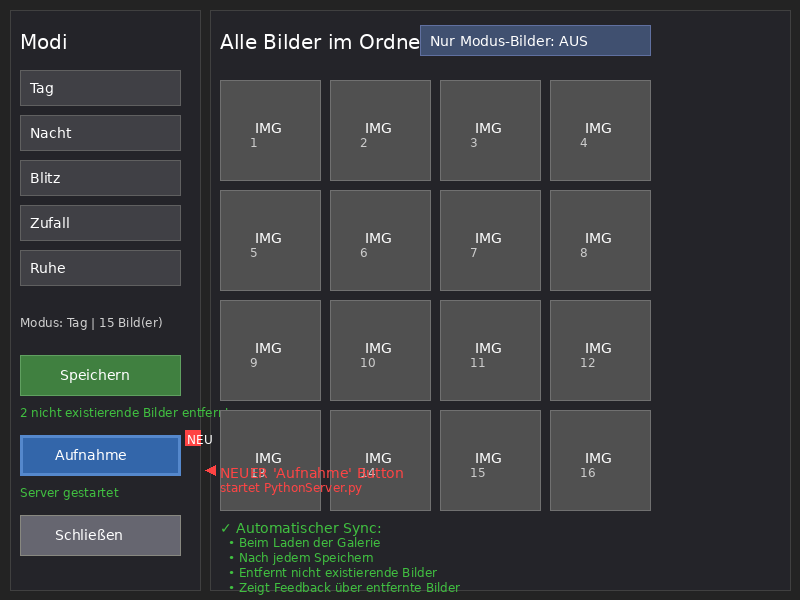 Modi
Tag
Nacht
Blitz
Zufall
Ruhe
Modus: Tag | 15 Bild(er)
Speichern
2 nicht existierende Bilder entfernt
NEU
Aufnahme
Server gestartet
Schließen
Alle Bilder im Ordne
Nur Modus-Bilder: AUS
IMG
1
IMG
2
IMG
3
IMG
4
IMG
5
IMG
6
IMG
7
IMG
8
IMG
9
IMG
10
IMG
11
IMG
12
IMG
13
IMG
14
IMG
15
IMG
16
NEUER 'Aufnahme' Button
startet PythonServer.py
✓ Automatischer Sync:
• Beim Laden der Galerie
• Nach jedem Speichern
• Entfernt nicht existierende Bilder
• Zeigt Feedback über entfernte Bilder